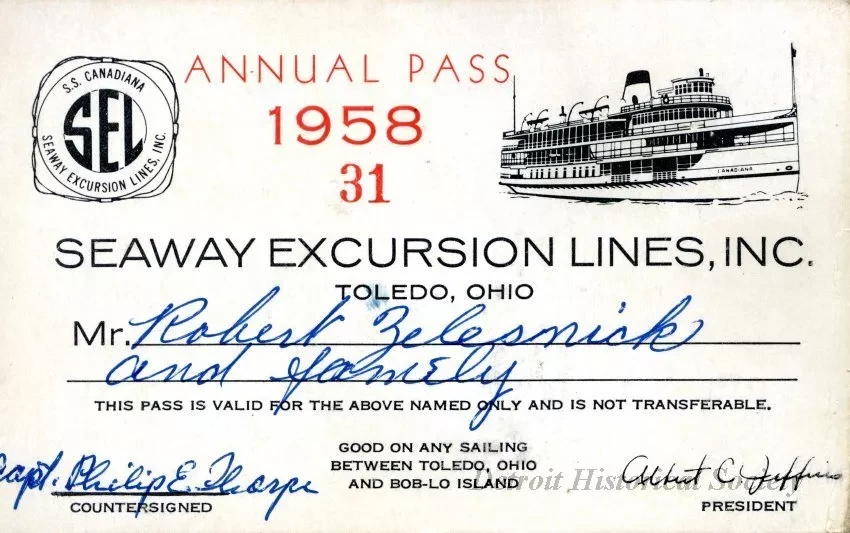 S.S. CANADIANA
SEL
SEAWAY EXCURSION LINES, INC.
ANNUAL PASS
1958
31
CANADIANA
SEAWAY EXCURSION LINES, INC.
TOLEDO, OHIO
Mr. Robert Zelesnick
and family
THIS PASS IS VALID FOR THE ABOVE NAMED ONLY AND IS NOT TRANSFERABLE.
Capt. Philip E. Thorpe
COUNTERSIGNED
GOOD ON ANY SAILING
BETWEEN TOLEDO, OHIO
AND BOB-LO ISLAND
Detroit Historical Society
Albert C.
PRESIDENT